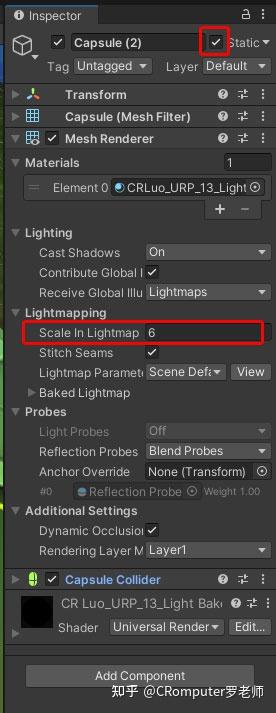 Inspector
Capsule (2) Static
Tag Untagged Layer Default
Transform
Capsule (Mesh Filter)
Mesh Renderer
Materials 1
Element 0 CRLuo_URP_13_Light
Lighting
Cast Shadows On
Contribute Global I
Receive Global Illu Lightmaps
Lightmapping
Scale In Lightmap 6
Stitch Seams
Lightmap Paramete Scene Defa View
Baked Lightmap
Probes
Light Probes Off
Reflection Probes Blend Probes
Anchor Override None (Transform)
#0 Reflection Probe Weight 1.00
Additional Settings
Dynamic Occlusion
Rendering Layer M Layer1
Capsule Collider
CR Luo_URP_13_Light Bake
Shader Universal Render Edit...
Add Component
知乎 @CRomputer罗老师